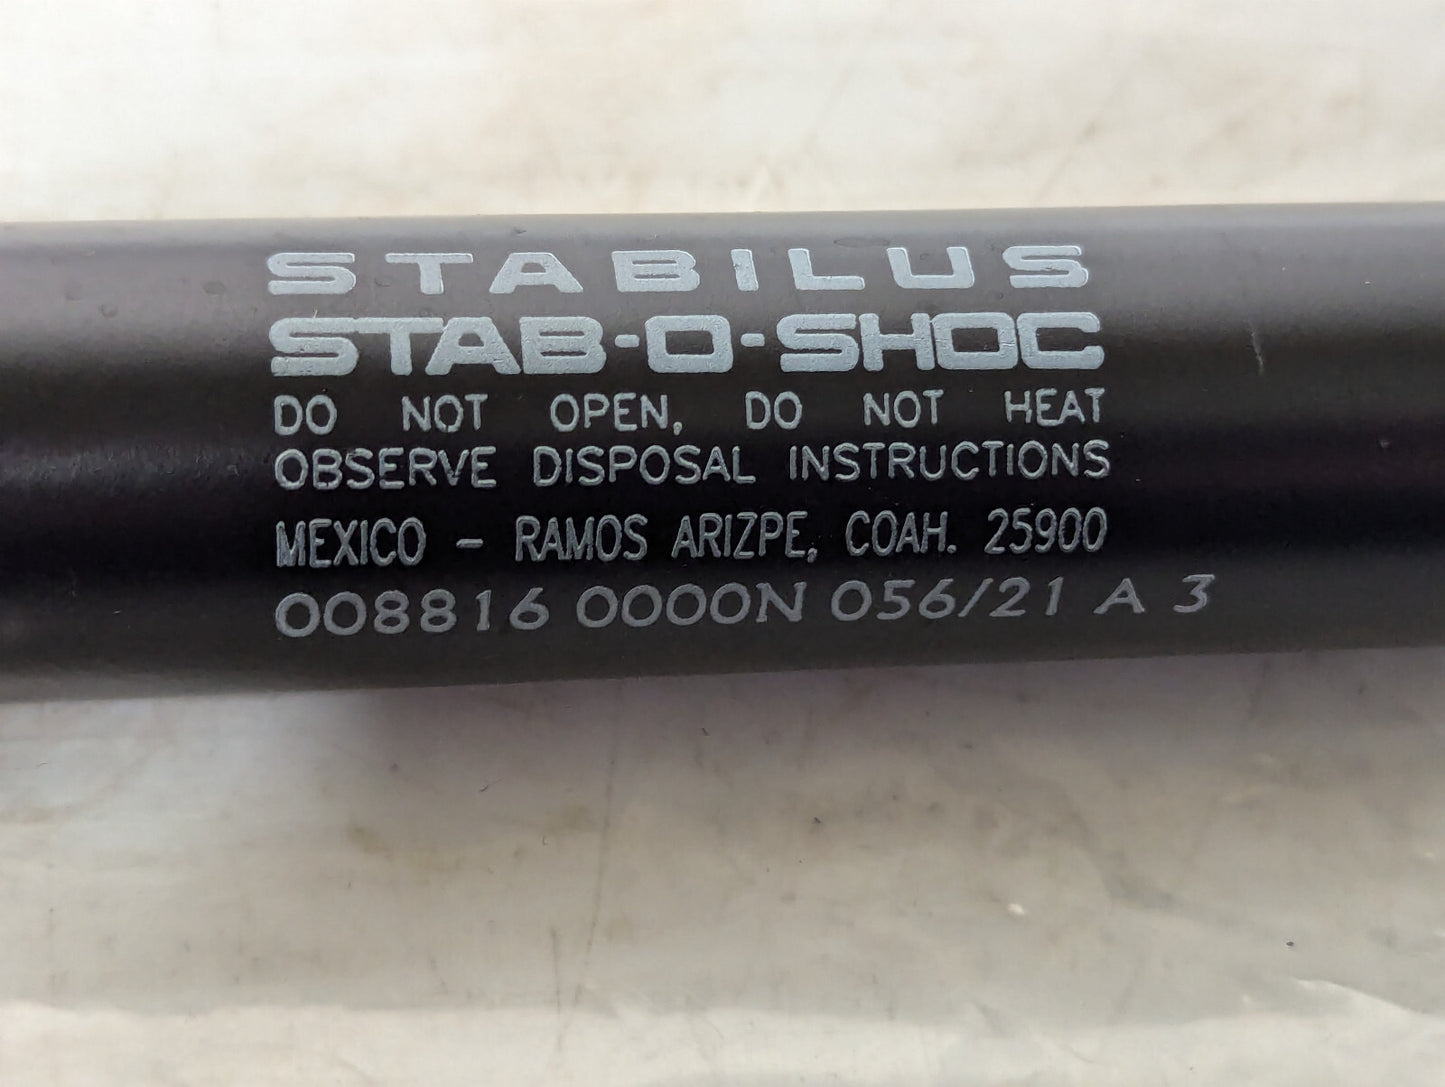 STABILUS
STAB-O-SHOC
DO NOT OPEN, DO NOT HEAT
OBSERVE DISPOSAL INSTRUCTIONS
MEXICO - RAMOS ARIZPE, COAH. 25900
008816 0000N 056/21 A 3